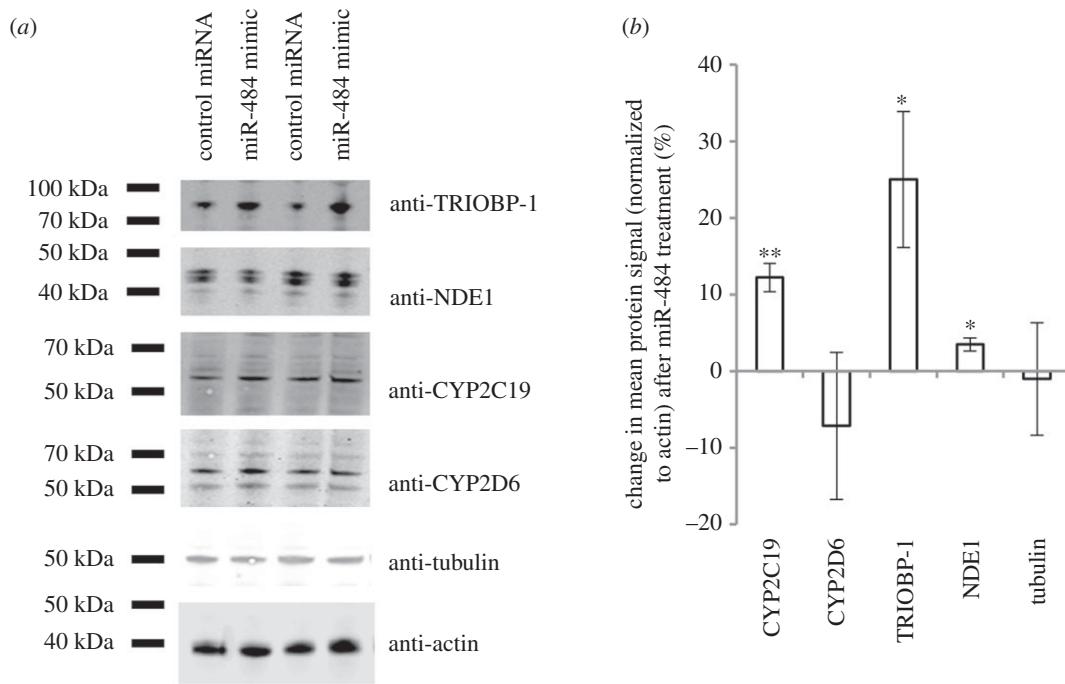 (a)
control miRNA
miR-484 mimic
control miRNA
miR-484 mimic
100 kDa
70 kDa
anti-TRIOBP-1
50 kDa
40 kDa
anti-NDE1
70 kDa
50 kDa
anti-CYP2C19
70 kDa
50 kDa
anti-CYP2D6
50 kDa
anti-tubulin
50 kDa
40 kDa
anti-actin
(b)
change in mean protein signal (normalized
to actin) after miR-484 treatment (%)
40
30
20
10
0
–10
–20
**
*
*
CYP2C19
CYP2D6
TRIOBP-1
NDE1
tubulin